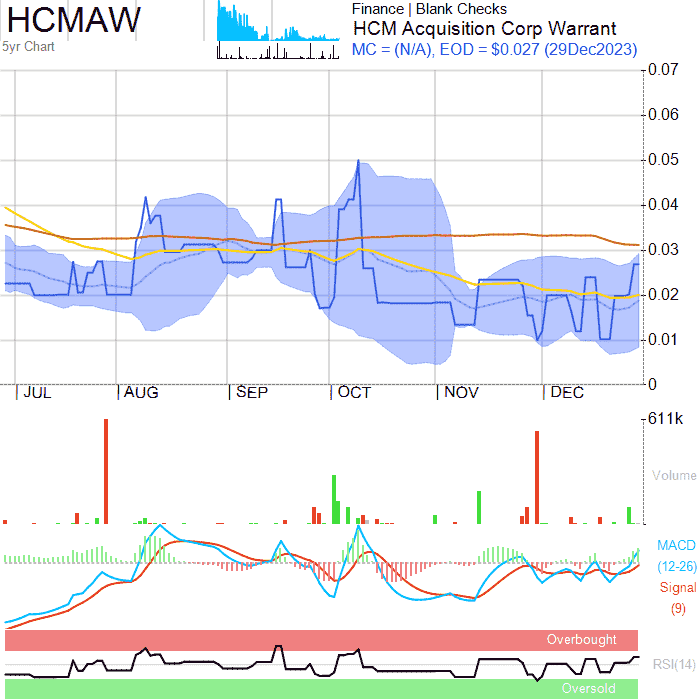 HCMAW
5yr Chart
Finance | Blank Checks
HCM Acquisition Corp Warrant
MC = (N/A), EOD = $0.027 (29Dec2023)
0.07
0.06
0.05
0.04
0.03
0.02
0.01
0
JUL AUG SEP OCT NOV DEC
611k
Volume
MACD
(12-26)
Signal
(9)
Overbought
RSI(14)
Oversold